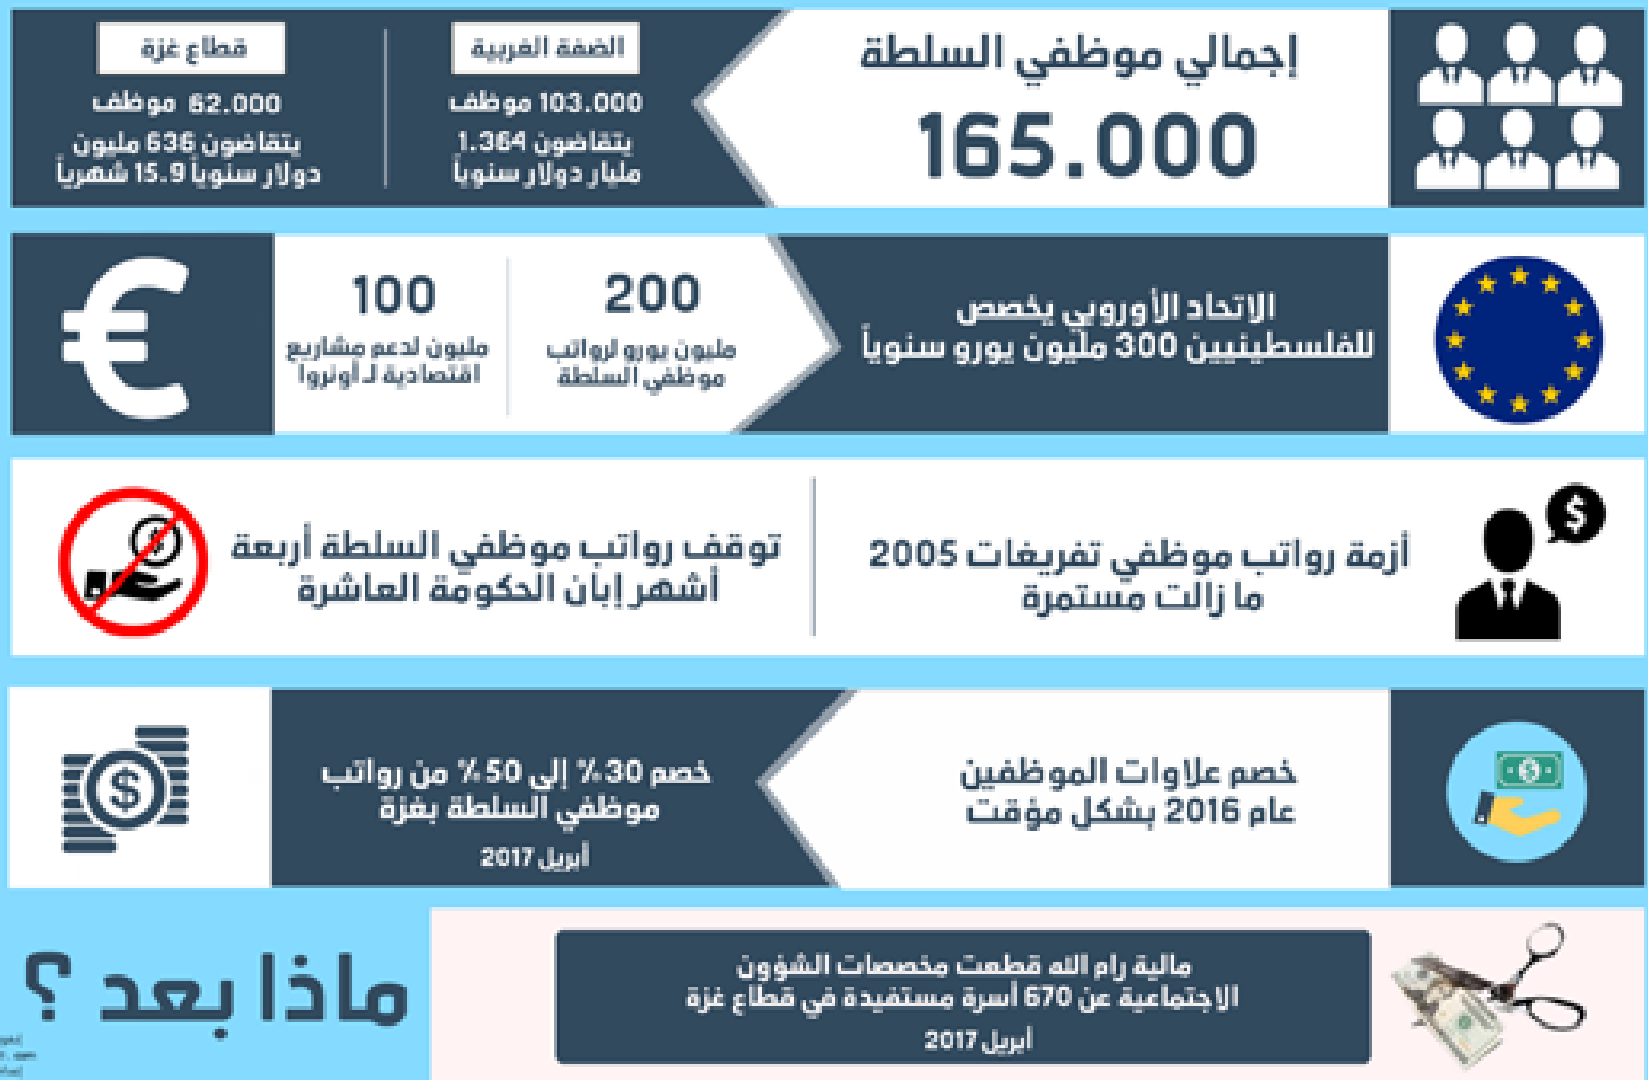 إجمالي موظفي السلطة
165.000
الضفة الغربية
103.000 موظف
يتقاضون 1.364
مليار دولار سنوياً
قطاع غزة
62.000 موظف
يتقاضون 636 مليون
دولار سنوياً 15.9 شهرياً
الاتحاد الأوروبي يخصص
للفلسطينيين 300 مليون يورو سنوياً
200
مليون يورو لرواتب
موظفي السلطة
100
مليون لدعم مشاريع
اقتصادية لـ أونروا
€
$
أزمة رواتب موظفي تفريغات 2005
ما زالت مستمرة
توقف رواتب موظفي السلطة أربعة
أشهر إبان الحكومة العاشرة
$
$
خصم علاوات الموظفين
عام 2016 بشكل مؤقت
خصم 30% إلى 50% من رواتب
موظفي السلطة بغزة
أبريل 2017
$
مالية رام الله قطعت مخصصات الشؤون
الاجتماعية عن 670 أسرة مستفيدة في قطاع غزة
أبريل 2017
ماذا بعد ؟